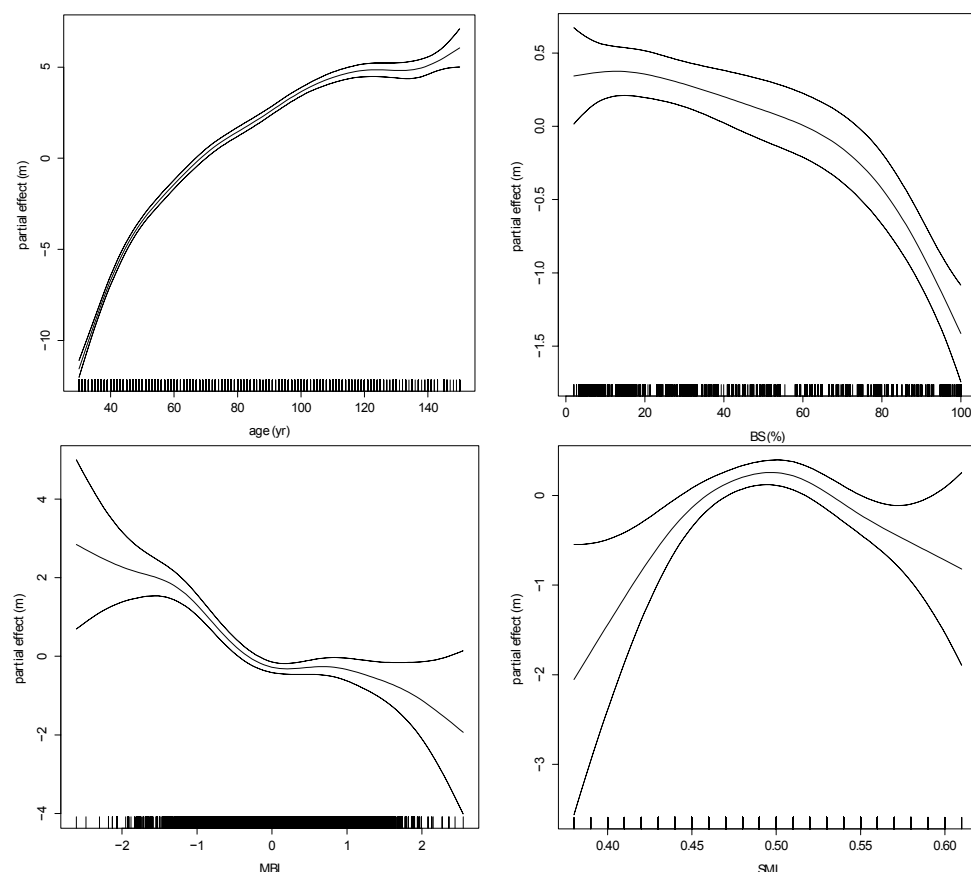 5
0
−5
−10
partial effect (m)
40 60 80 100 120 140
age (yr)
0.5
0.0
−0.5
−1.0
−1.5
partial effect (m)
0 20 40 60 80 100
BS (%)
4
2
0
−2
−4
partial effect (m)
−2 −1 0 1 2
MBI
0
−1
−2
−3
partial effect (m)
0.40 0.45 0.50 0.55 0.60
SMI